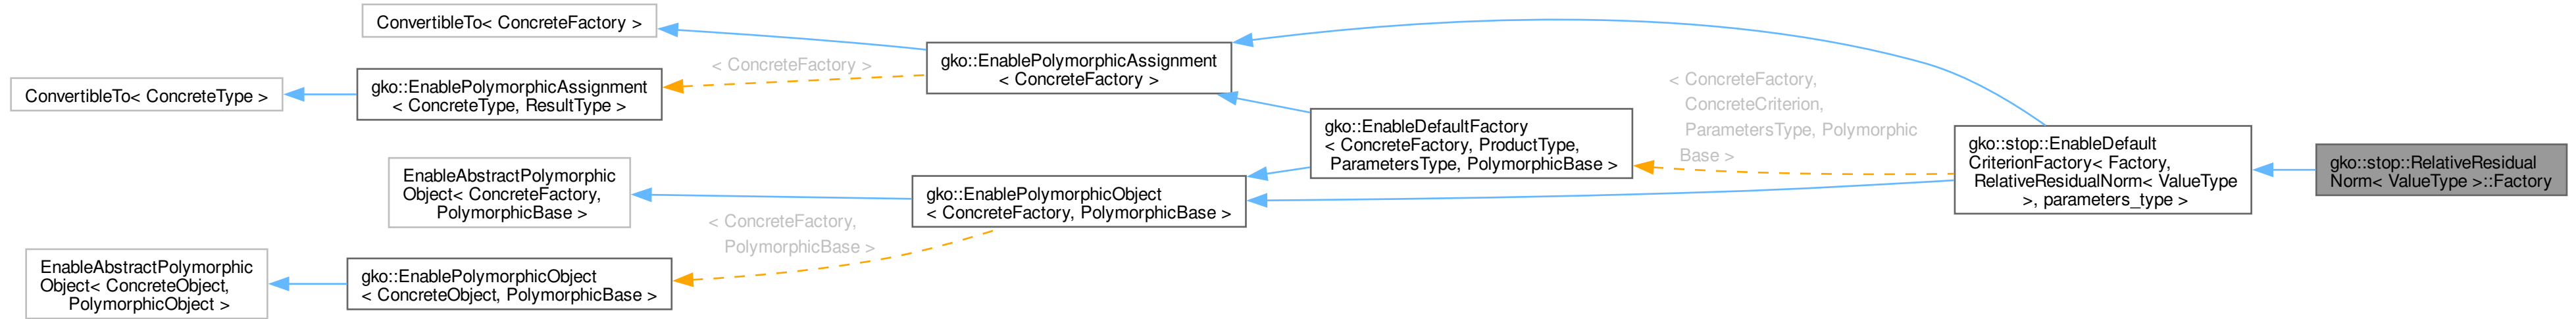 ConvertibleTo< ConcreteFactory >
ConvertibleTo< ConcreteType >
gko::EnablePolymorphicAssignment
< ConcreteType, ResultType >
< ConcreteFactory >
gko::EnablePolymorphicAssignment
< ConcreteFactory >
EnableAbstractPolymorphic
Object< ConcreteFactory,
PolymorphicBase >
EnableAbstractPolymorphic
Object< ConcreteObject,
PolymorphicObject >
gko::EnablePolymorphicObject
< ConcreteObject, PolymorphicBase >
< ConcreteFactory,
PolymorphicBase >
gko::EnablePolymorphicObject
< ConcreteFactory, PolymorphicBase >
gko::EnableDefaultFactory
< ConcreteFactory, ProductType,
ParametersType, PolymorphicBase >
< ConcreteFactory,
ConcreteCriterion,
ParametersType, Polymorphic
Base >
gko::stop::EnableDefault
CriterionFactory< Factory,
RelativeResidualNorm< ValueType
>, parameters_type >
gko::stop::RelativeResidual
Norm< ValueType >::Factory